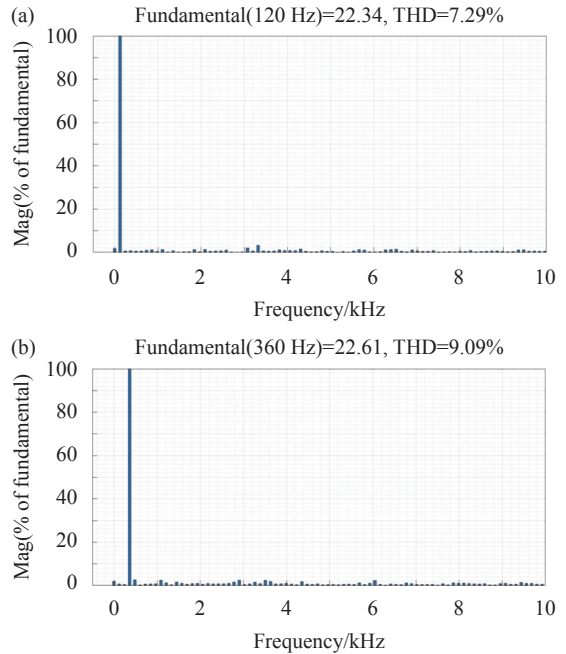 (a) Fundamental(120 Hz)=22.34, THD=7.29%
100
80
60
40
20
0
Mag(% of fundamental)
0 2 4 6 8 10
Frequency/kHz
(b) Fundamental(360 Hz)=22.61, THD=9.09%
100
80
60
40
20
0
Mag(% of fundamental)
0 2 4 6 8 10
Frequency/kHz